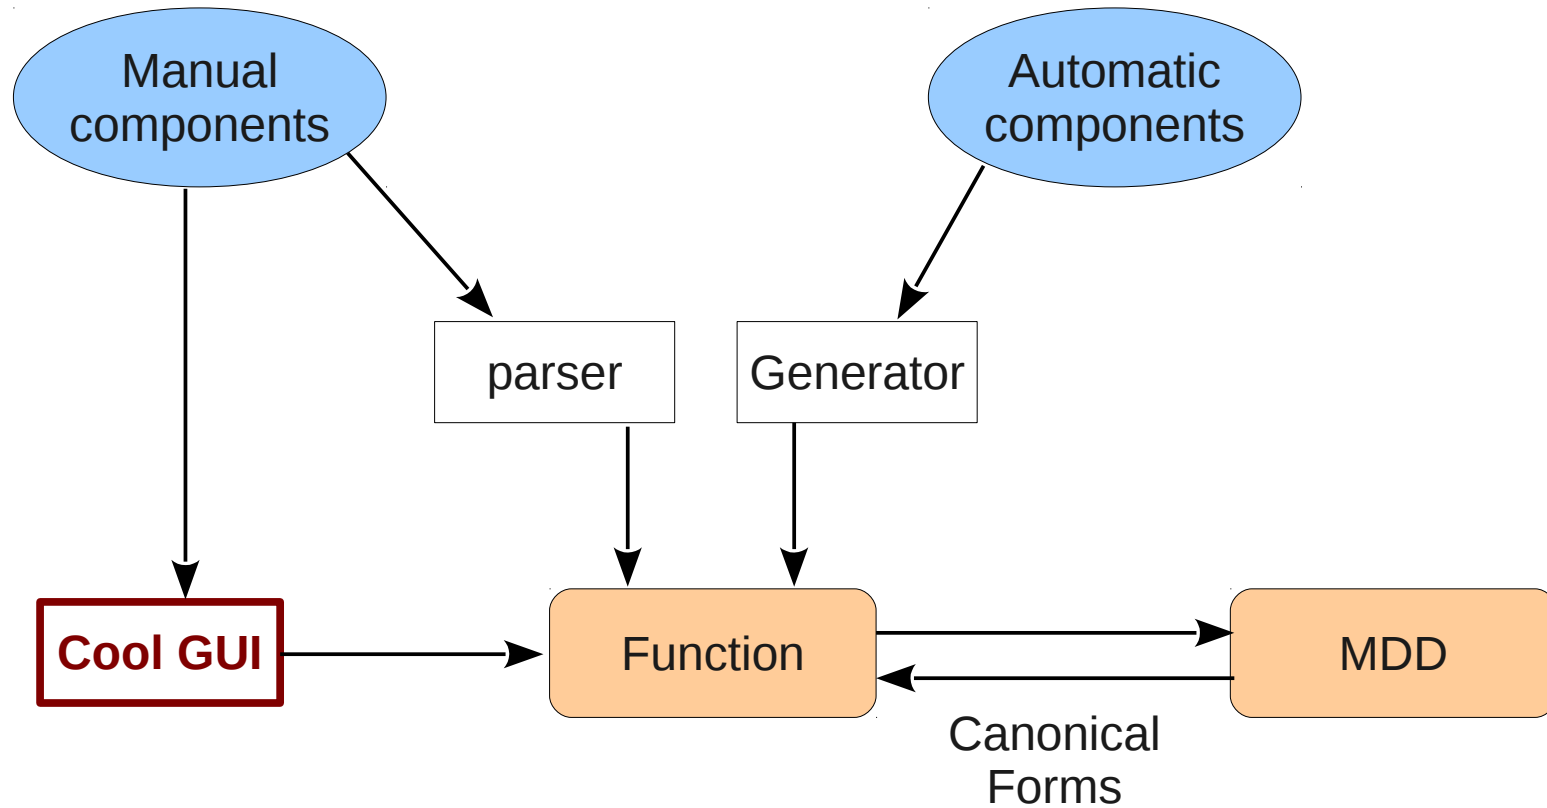 Manual
components
Automatic
components
parser
Generator
Cool GUI
Function
MDD
Canonical
Forms